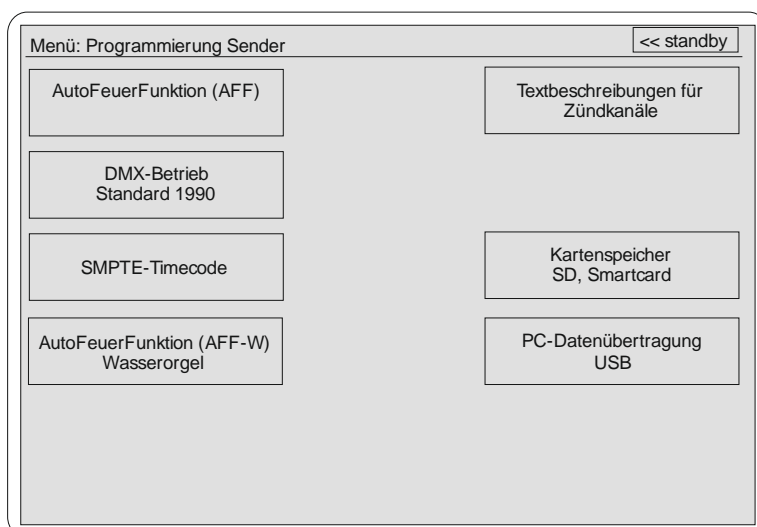 Menü: Programmierung Sender
<< standby
AutoFeuerFunktion (AFF)
Textbeschreibungen für
Zündkanäle
DMX-Betrieb
Standard 1990
SMPTE-Timecode
Kartenspeicher
SD, Smartcard
AutoFeuerFunktion (AFF-W)
Wasserorgel
PC-Datenübertragung
USB